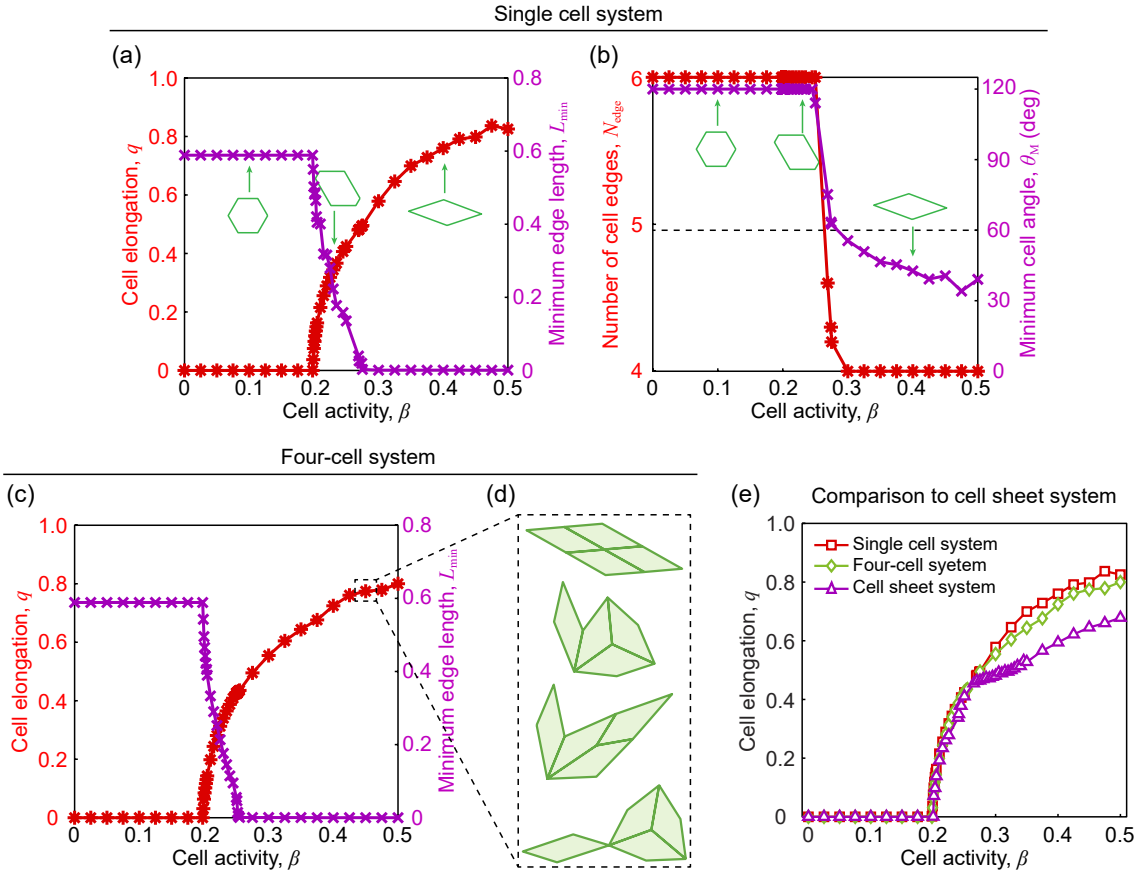 Single cell system
(a)
(b)
Cell elongation, q
1.0
0.8
0.6
0.4
0.2
0
0.8
0.6
0.4
0.2
0
Minimum edge length, Lmin
0
0.1
0.2
0.3
0.4
0.5
Cell activity, β
Number of cell edges, Nedge
6
5
4
120
90
60
30
0
Minimum cell angle, θM (deg)
0
0.1
0.2
0.3
0.4
0.5
Cell activity, β
Four-cell system
(c)
(d)
(e)
Cell elongation, q
1.0
0.8
0.6
0.4
0.2
0
0.8
0.6
0.4
0.2
0
Minimum edge length, Lmin
0
0.1
0.2
0.3
0.4
0.5
Cell activity, β
Comparison to cell sheet system
Cell elongation, q
1.0
0.8
0.6
0.4
0.2
0
Single cell system
Four-cell syetem
Cell sheet system
0
0.1
0.2
0.3
0.4
0.5
Cell activity, β